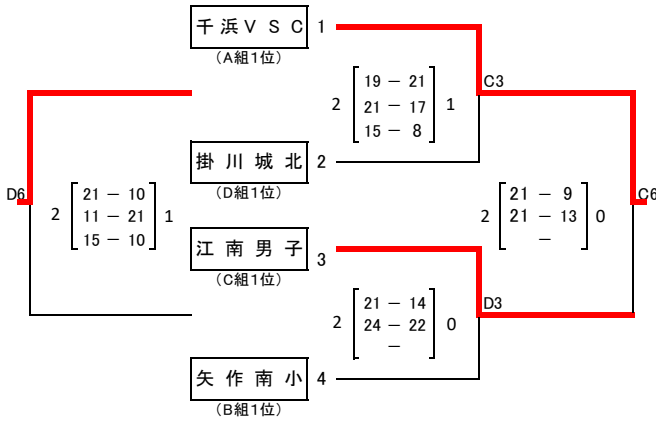 千浜VSC 1
(A組1位)
C3
2 19 - 21 1
21 - 17
15 - 8
掛川城北 2
(D組1位)
D6
2 21 - 10 1
11 - 21
15 - 10
C6
2 21 - 9 0
21 - 13
-
江南男子 3
(C組1位)
D3
2 21 - 14 0
24 - 22
-
矢作南小 4
(B組1位)